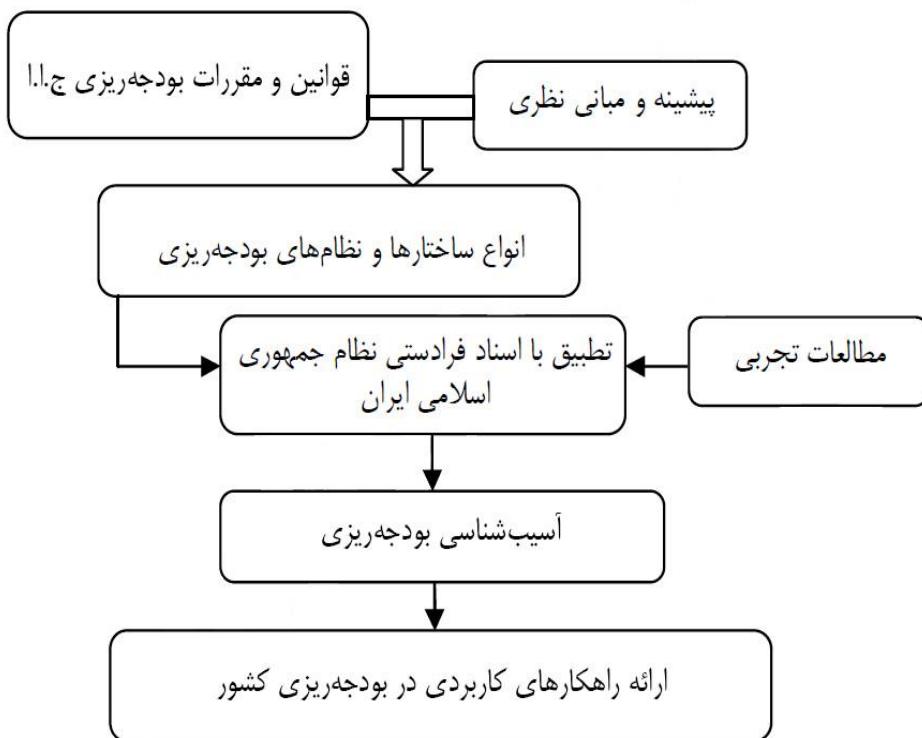 قوانین و مقررات بودجه‌ریزی ج.ا.ا
پیشینه و مبانی نظری
انواع ساختارها و نظام‌های بودجه‌ریزی
تطبیق با اسناد فرادستی نظام جمهوری
اسلامی ایران
مطالعات تجربی
آسیب‌شناسی بودجه‌ریزی
ارائه راهکارهای کاربردی در بودجه‌ریزی کشور